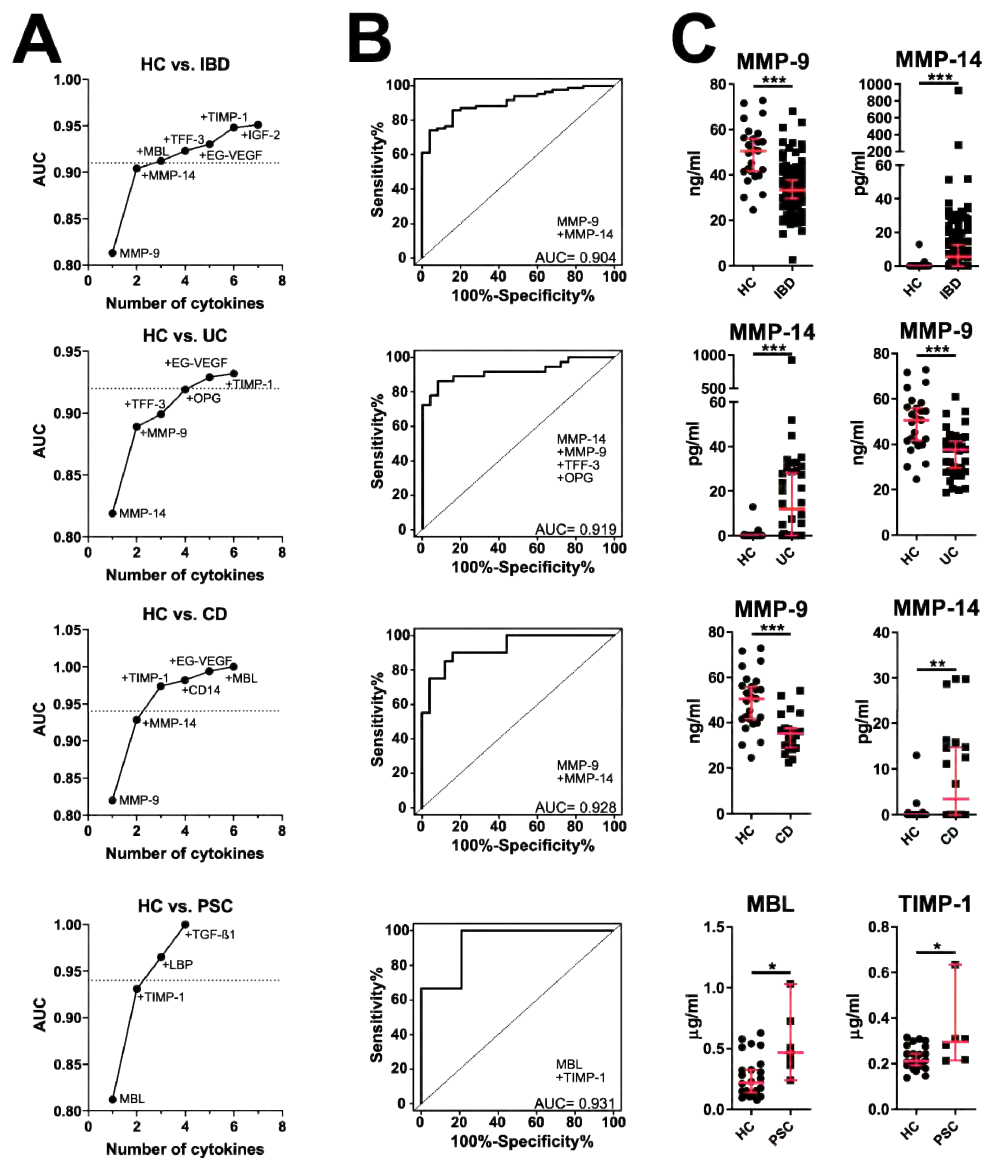 A
B
C
HC vs. IBD
AUC
1.00
0.95
0.90
0.85
0.80
0
2
4
6
8
Number of cytokines
MMP-9
+MMP-14
+MBL
+TFF-3
+EG-VEGF
+TIMP-1
+IGF-2
Sensitivity%
100
80
60
40
20
0
0
20
40
60
80
100
100%-Specificity%
MMP-9
+MMP-14
AUC= 0.904
MMP-9
***
ng/ml
80
60
40
20
0
HC
IBD
MMP-14
***
pg/ml
1000
800
600
400
200
60
40
20
0
HC
IBD
HC vs. UC
AUC
0.95
0.90
0.85
0.80
0
2
4
6
8
Number of cytokines
MMP-14
+MMP-9
+TFF-3
+OPG
+EG-VEGF
+TIMP-1
Sensitivity%
100
80
60
40
20
0
0
20
40
60
80
100
100%-Specificity%
MMP-14
+MMP-9
+TFF-3
+OPG
AUC= 0.919
MMP-14
***
pg/ml
1000
500
60
40
20
0
HC
UC
MMP-9
***
ng/ml
80
60
40
20
0
HC
UC
HC vs. CD
AUC
1.05
1.00
0.95
0.90
0.85
0.80
0
2
4
6
8
Number of cytokines
MMP-9
+MMP-14
+TIMP-1
+CD14
+EG-VEGF
+MBL
Sensitivity%
100
80
60
40
20
0
0
20
40
60
80
100
100%-Specificity%
MMP-9
+MMP-14
AUC= 0.928
MMP-9
***
ng/ml
80
60
40
20
0
HC
CD
MMP-14
**
pg/ml
40
30
20
10
0
HC
CD
HC vs. PSC
AUC
1.00
0.95
0.90
0.85
0.80
0
2
4
6
8
Number of cytokines
MBL
+TIMP-1
+LBP
+TGF-ß1
Sensitivity%
100
80
60
40
20
0
0
20
40
60
80
100
100%-Specificity%
MBL
+TIMP-1
AUC= 0.931
MBL
*
µg/ml
1.5
1.0
0.5
0.0
HC
PSC
TIMP-1
*
µg/ml
0.8
0.6
0.4
0.2
0.0
HC
PSC